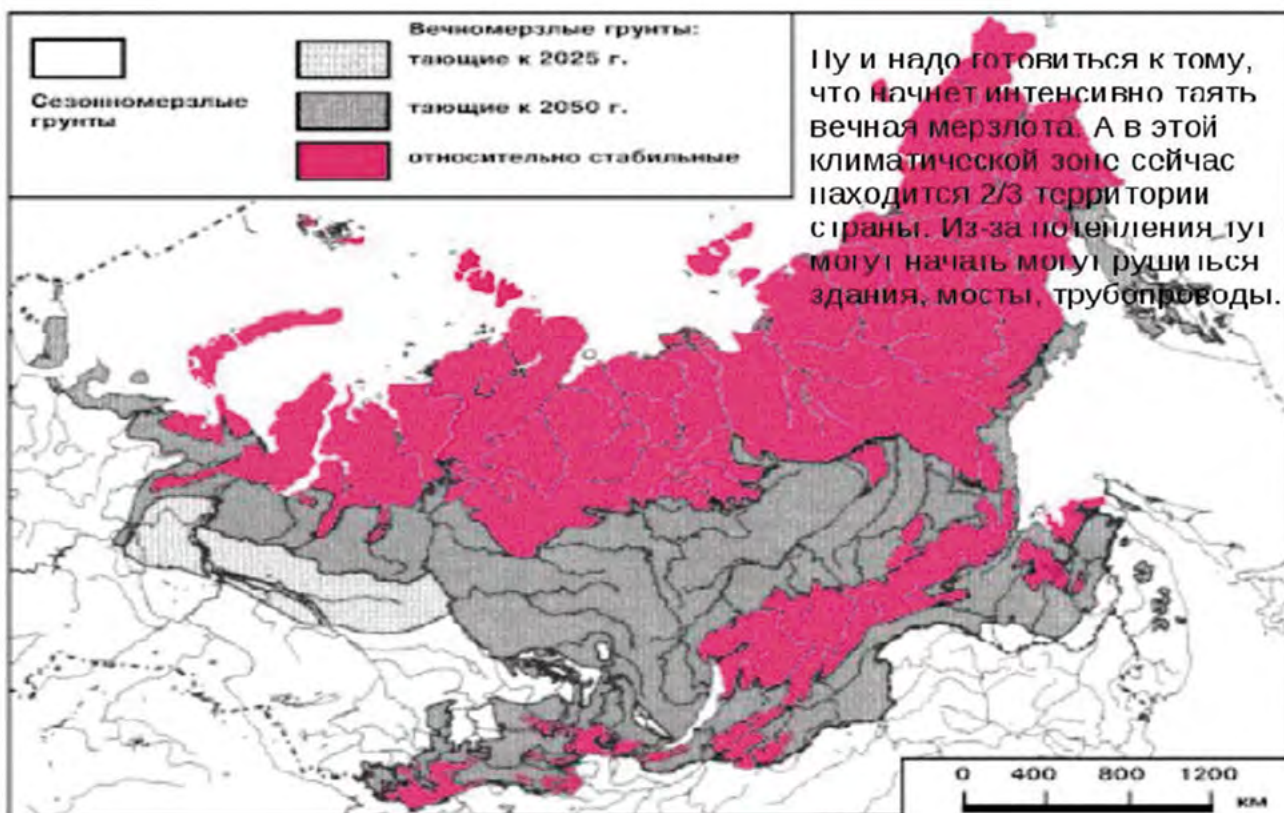 Сезонномерзлые
грунты
Вечномерзлые грунты:
тающие к 2025 г.
тающие к 2050 г.
относительно стабильные
Ну и надо готовиться к тому,
что начнет интенсивно таять
вечная мерзлота. А в этой
климатической зоне сейчас
находится 2/3 территории
страны. Из-за потепления тут
могут начать могут рушиться
здания, мосты, трубопроводы.
0 400 800 1200
км